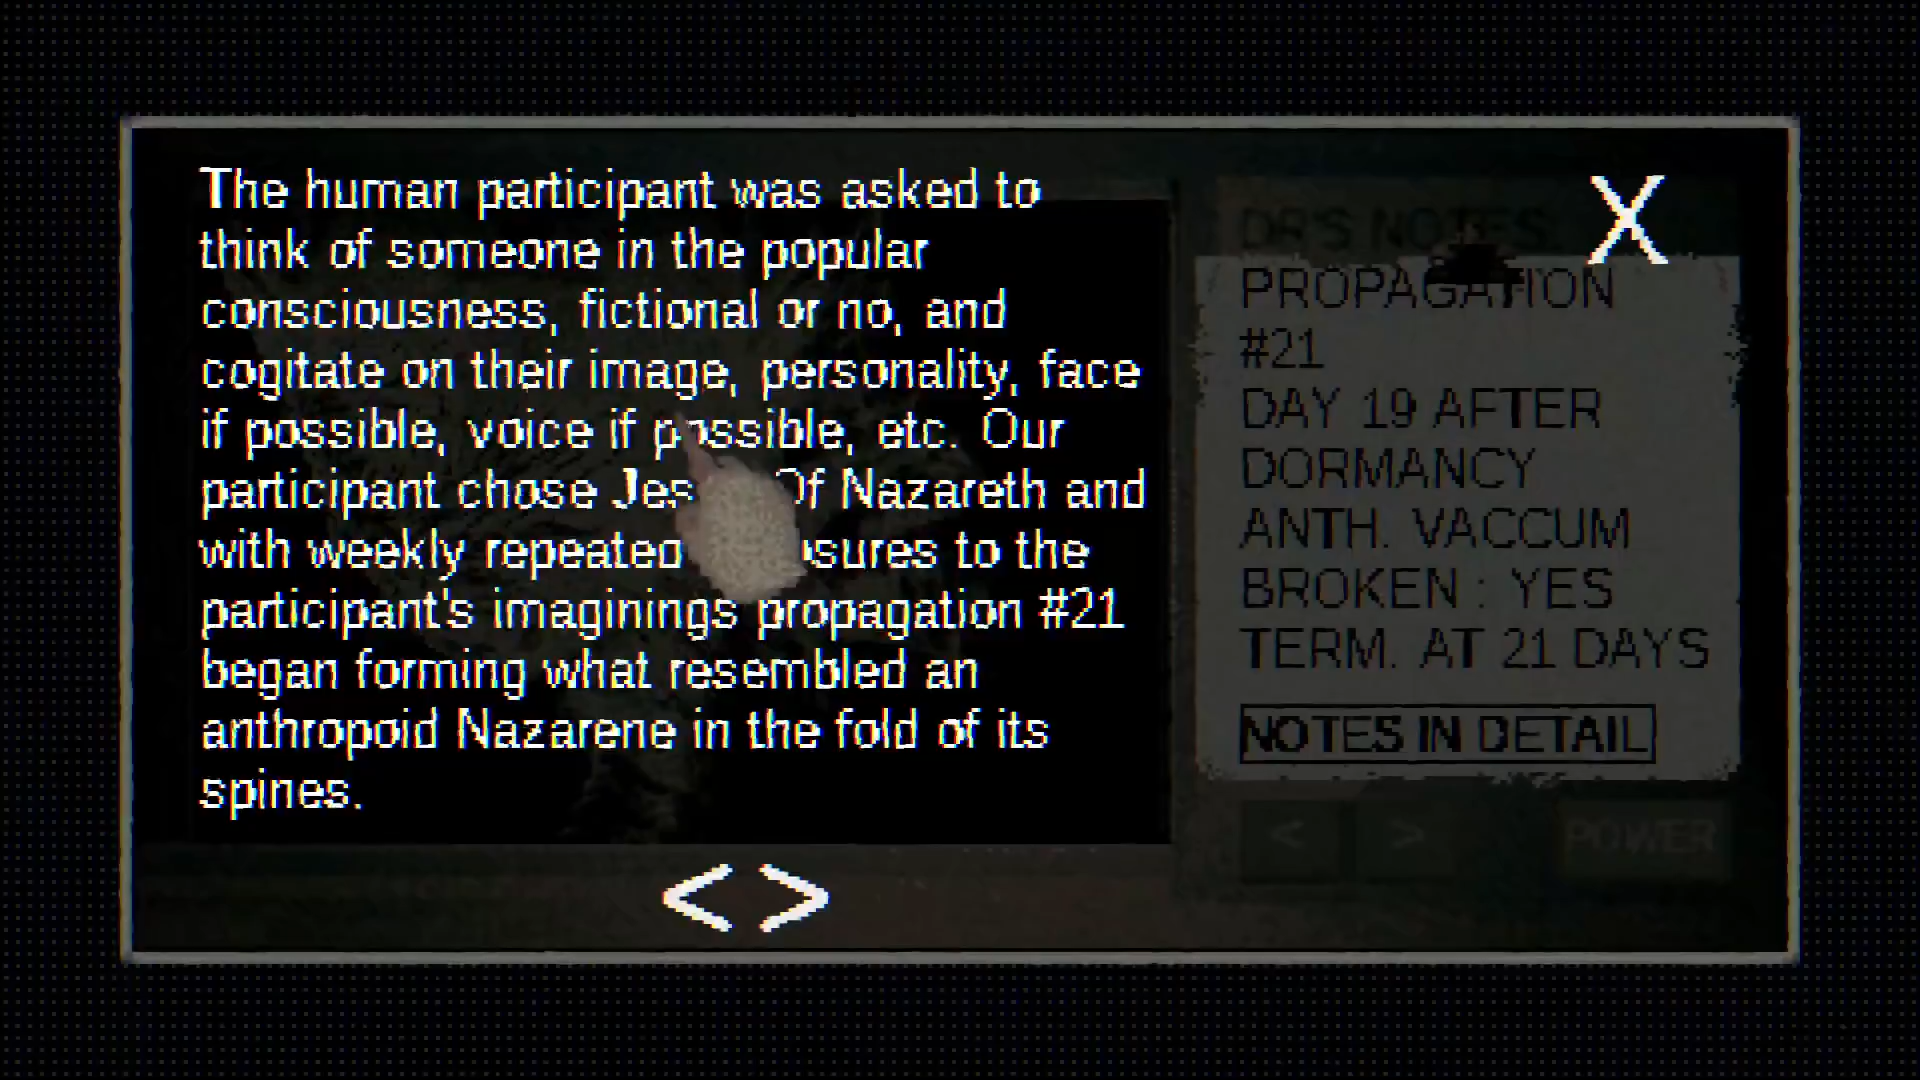 The human participant was asked to
think of someone in the popular
consciousness, fictional or no, and
cogitate on their image, personality, face
if possible, voice if possible, etc. Our
participant chose Of Nazareth and
with weekly repeated to the
participant's imaginings propagation #21
began forming what resembled an
anthropoid Nazarene in the fold of its
spines.
< >
X
DR'S NOTES:
PROPAGATION
#21
DAY 19 AFTER
DORMANCY
ANTH. VACCUM
BROKEN : YES
TERM. AT 21 DAYS
NOTES IN DETAIL
< > POWER